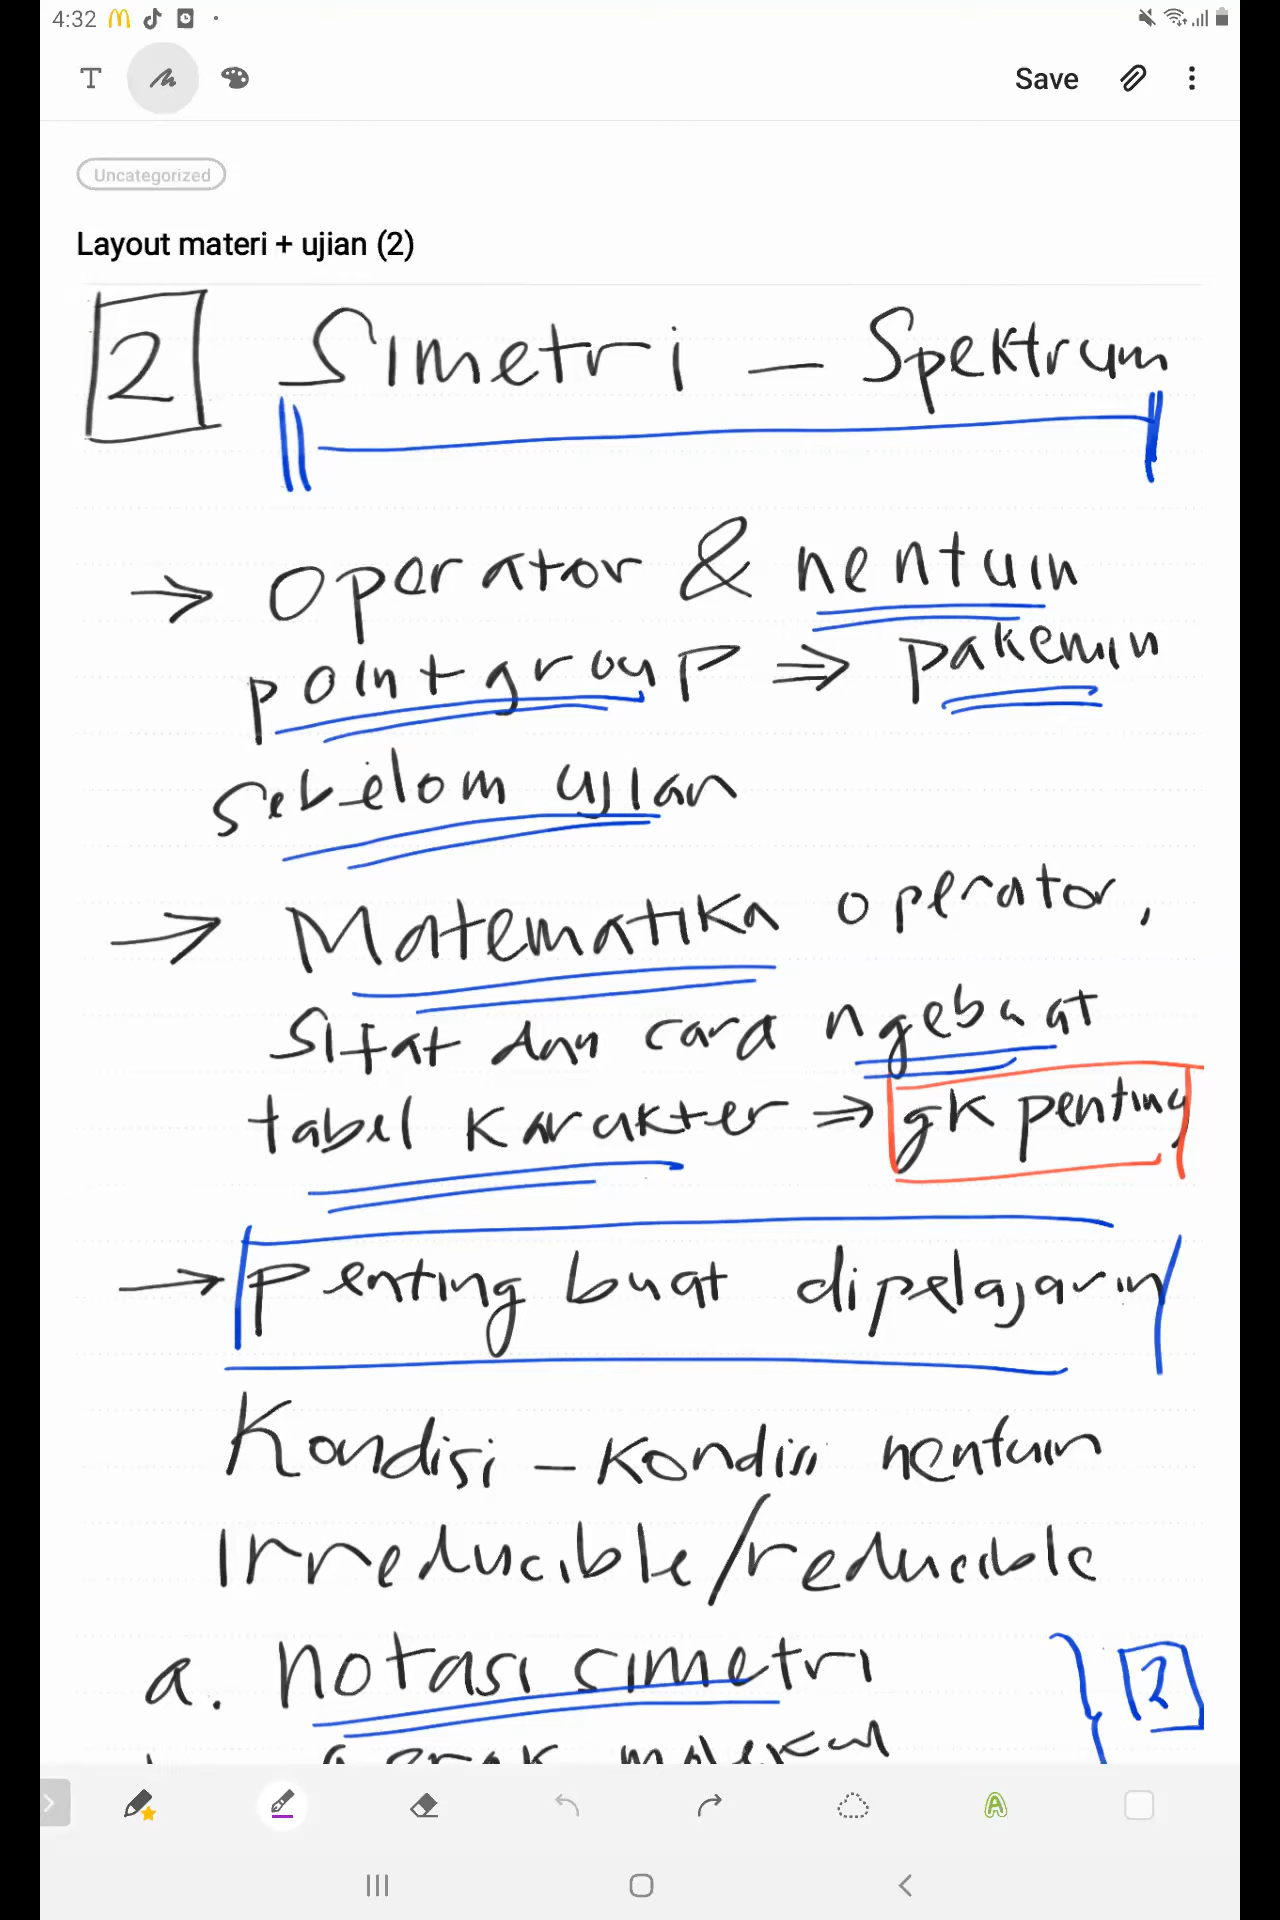 4:32
Save
Uncategorized
Layout materi + ujian (2)
2 Simetri - Spektrum
→ Operator & nentuin
pointgroup ⇒ pakemin
sebelom ujian
→ Matematika operator,
Sifat dan cara ngebuat
tabel karakter ⇒ gk penting
→ Penting buat dipelajarin
Kondisi - kondisi nentuin
Irreducible/reducible
a. Notasi simetri
2